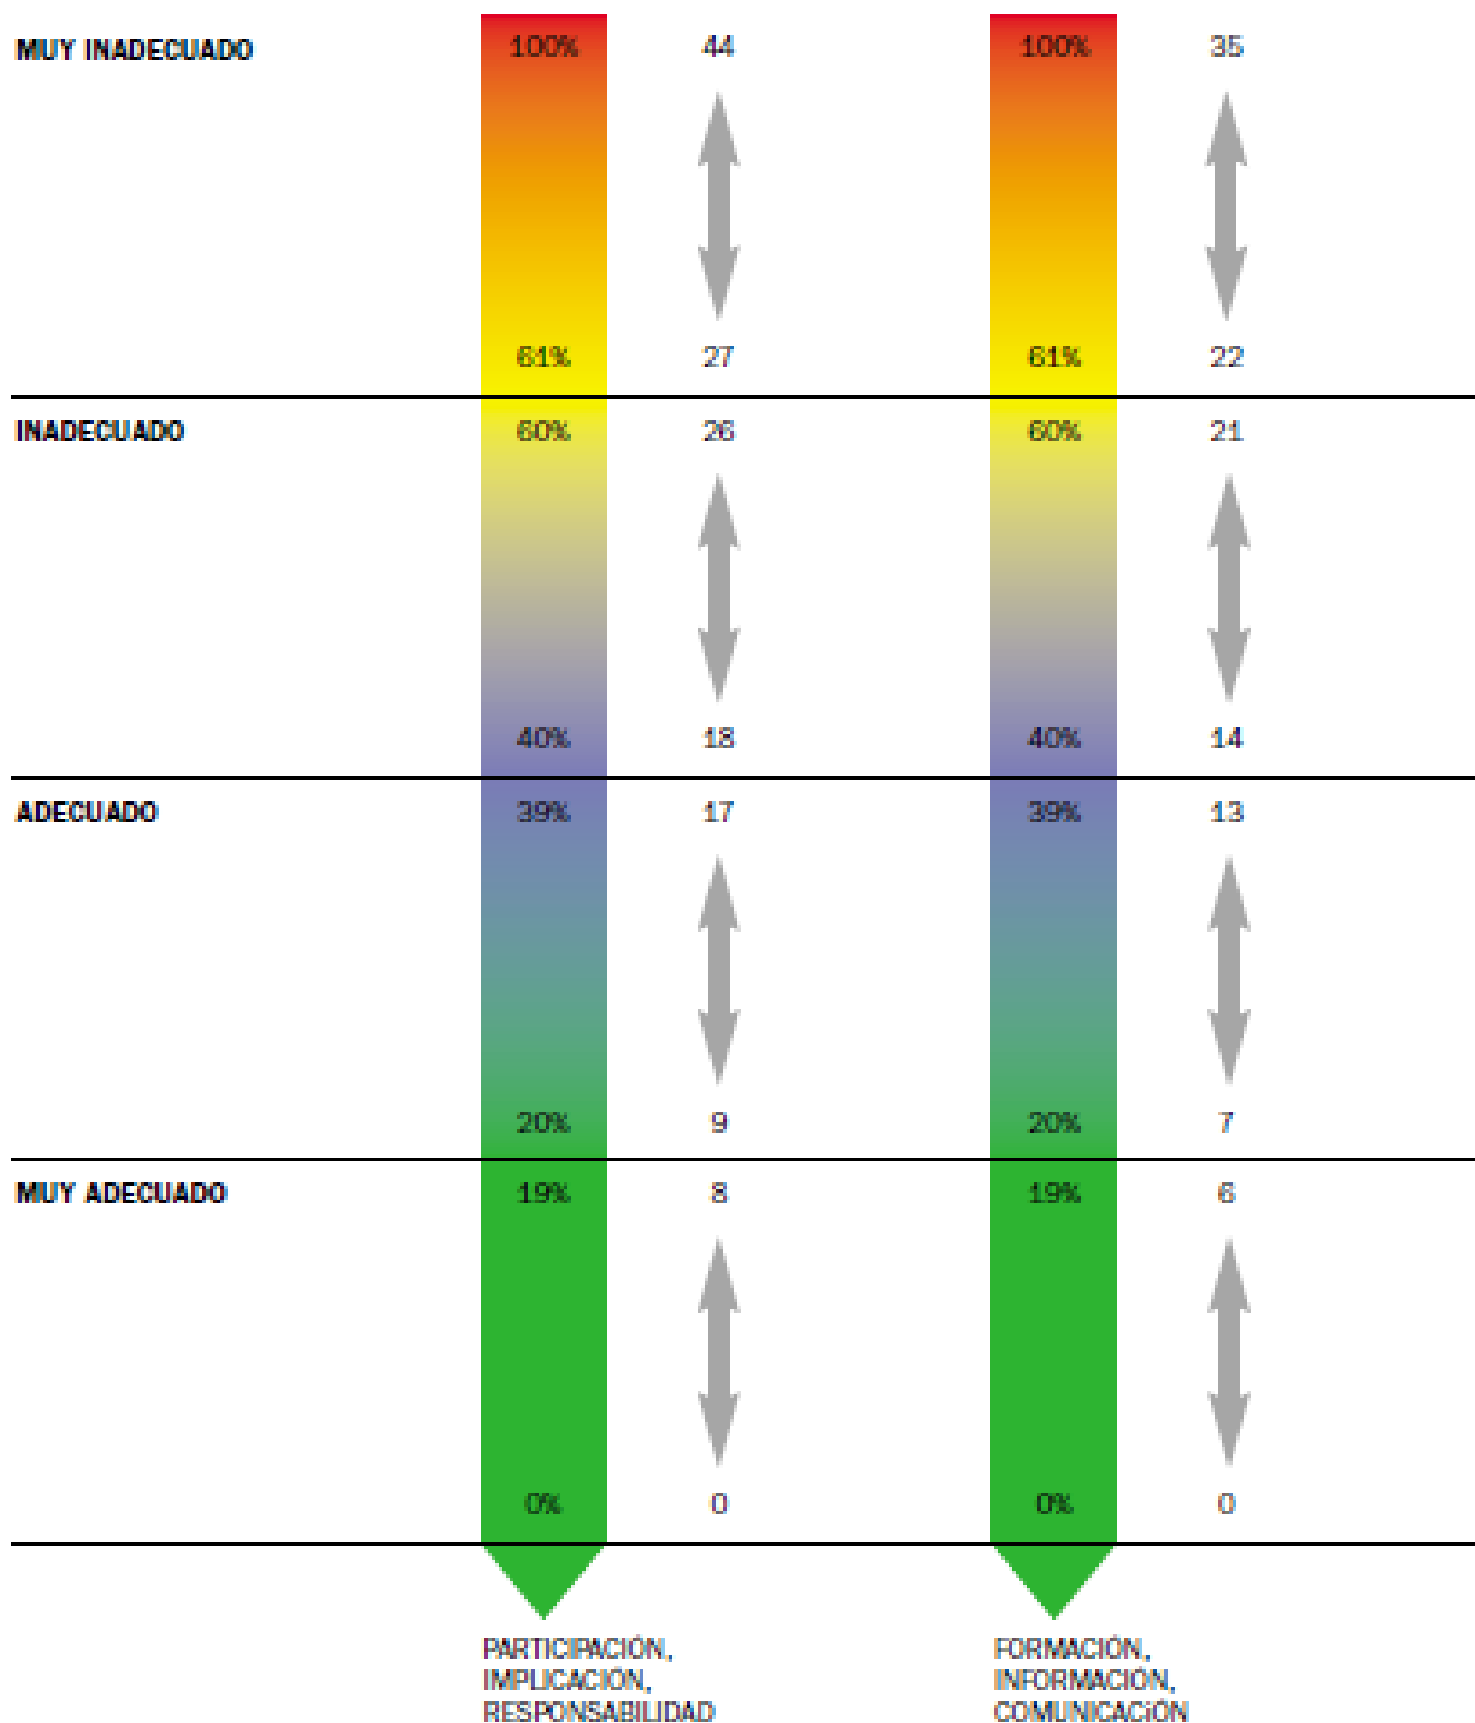 MUY INADECUADO 100% 44 100% 35
61% 27 61% 22
INADECUADO 60% 26 60% 21
40% 18 40% 14
ADECUADO 39% 17 39% 13
20% 9 20% 7
MUY ADECUADO 19% 8 19% 6
0% 0 0% 0
PARTICIPACIÓN,
IMPLICACIÓN,
RESPONSABILIDAD
FORMACIÓN,
INFORMACIÓN,
COMUNICACiÓN